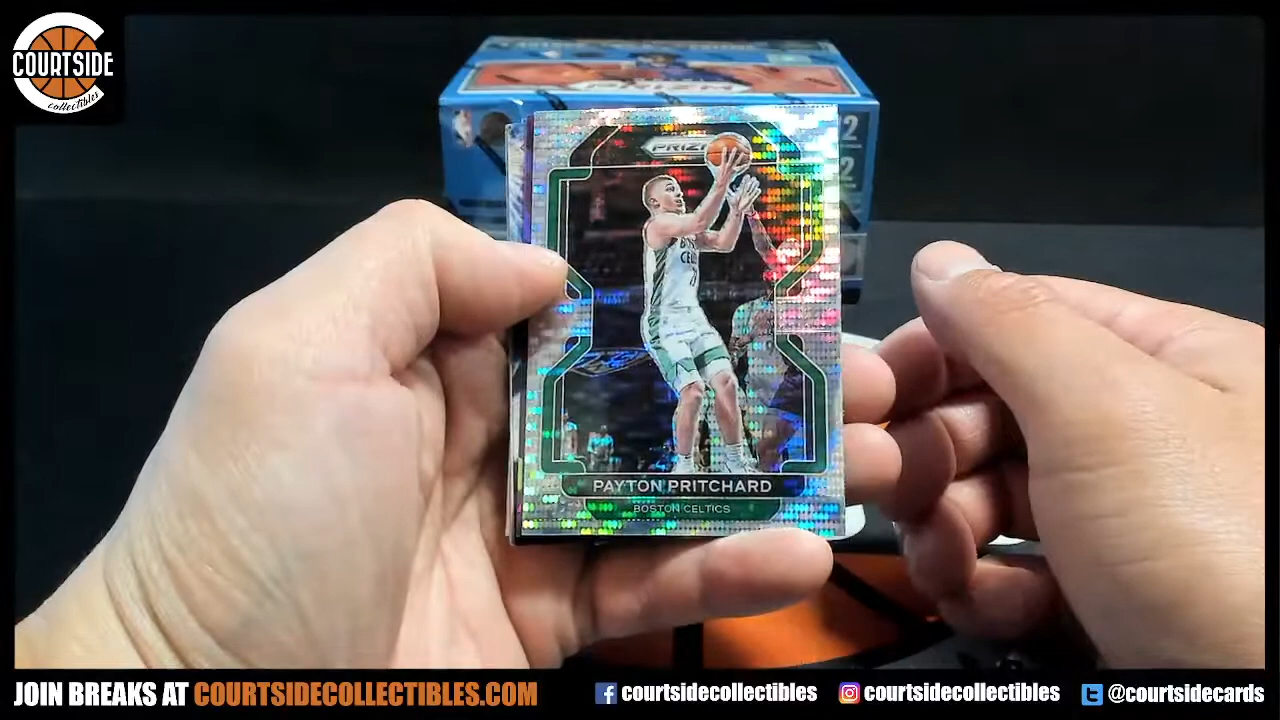 COURTSIDE
collectibles
PRIZM
PAYTON PRITCHARD
BOSTON CELTICS
JOIN BREAKS AT COURTSIDECOLLECTIBLES.COM
courtsidecollectibles
courtsidecollectibles
@courtsidecards